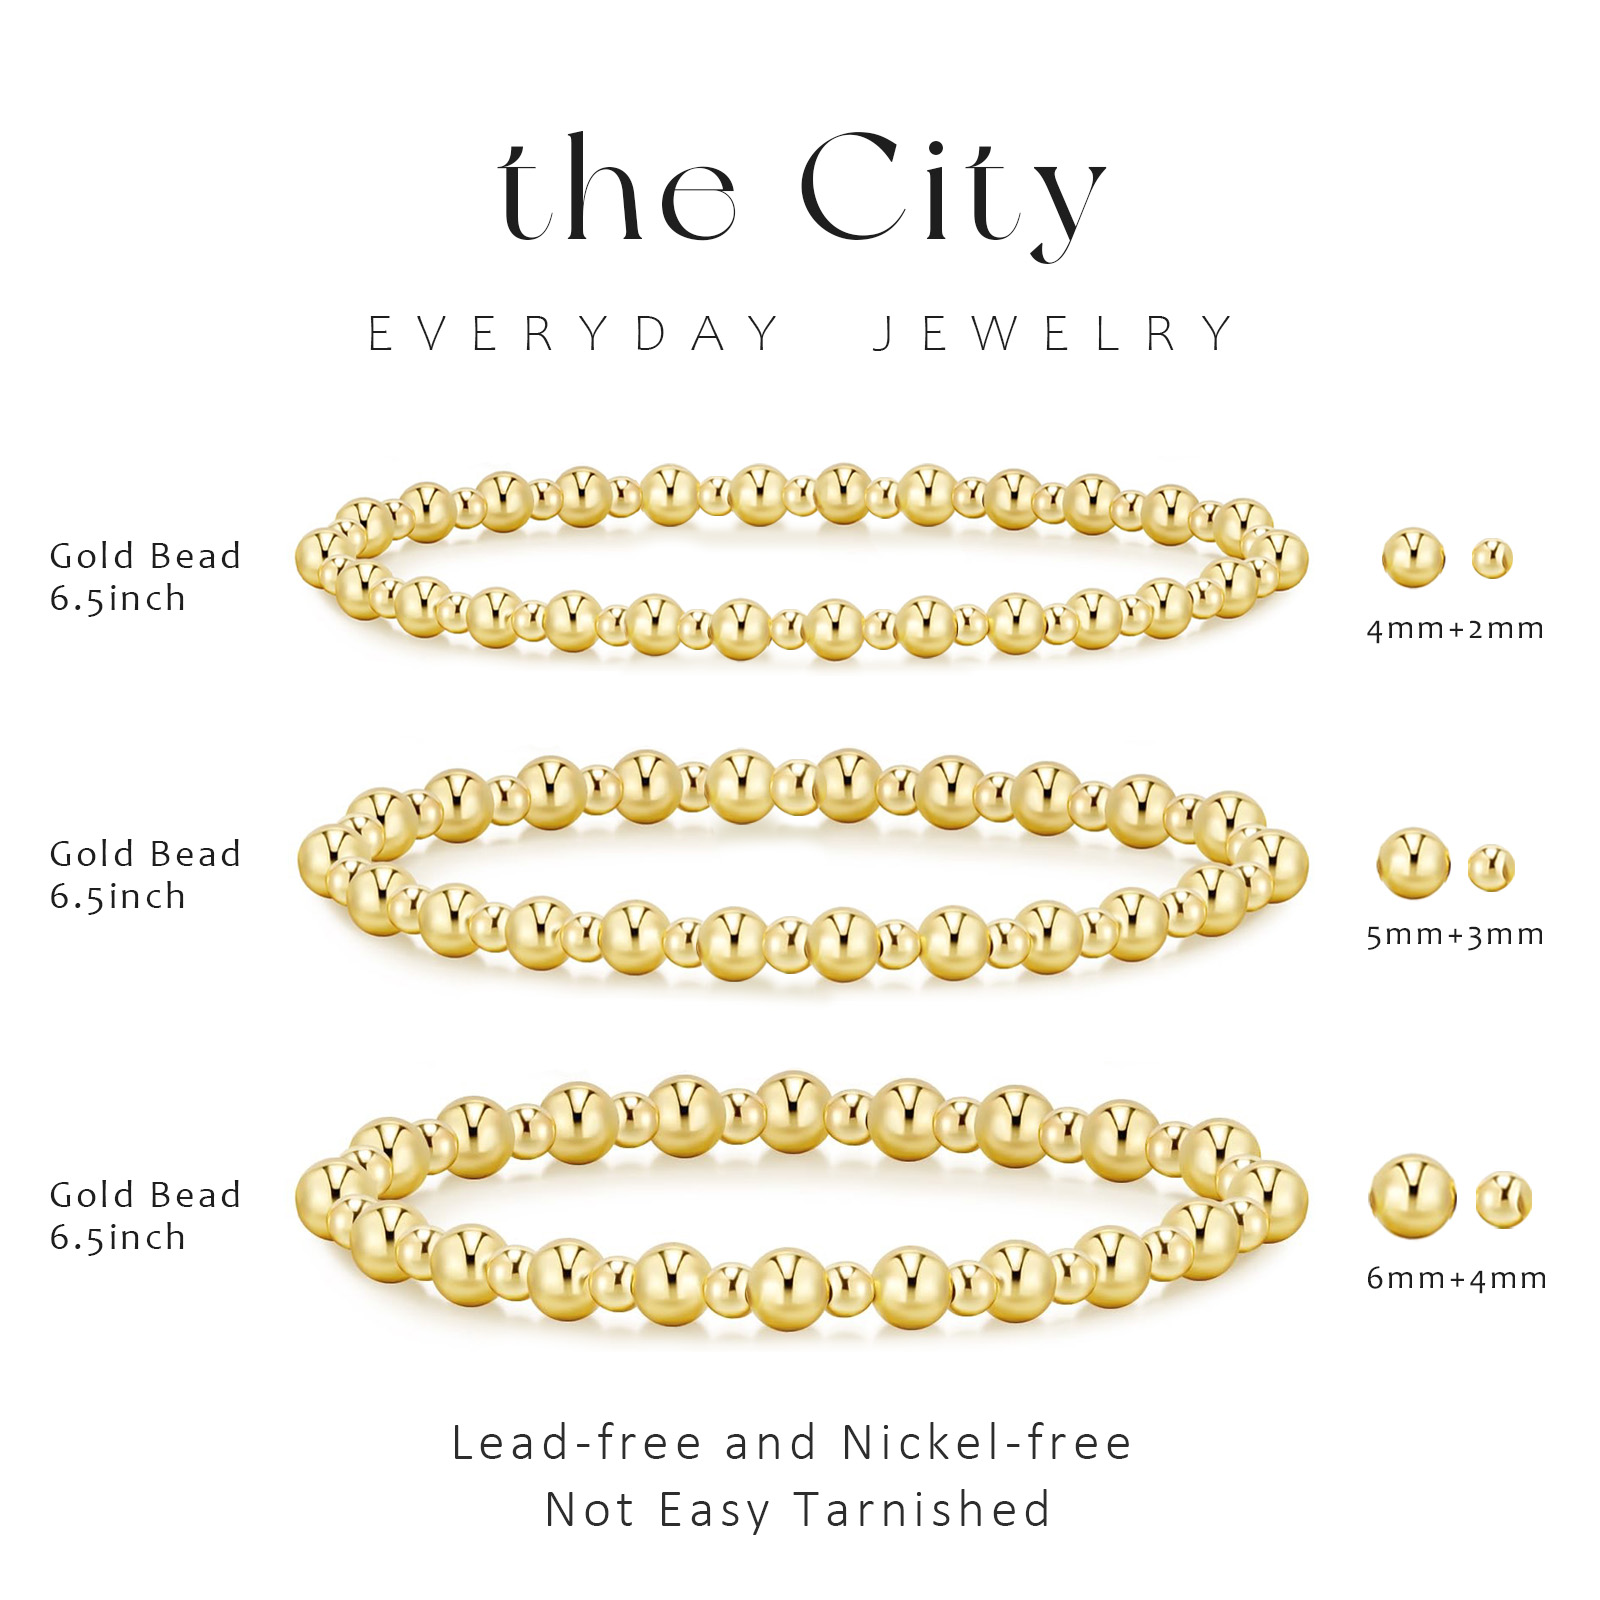 the City
EVERYDAY JEWELRY
Gold Bead
6.5inch
4mm+2mm
Gold Bead
6.5inch
5mm+3mm
Gold Bead
6.5inch
6mm+4mm
Lead-free and Nickel-free
Not Easy Tarnished